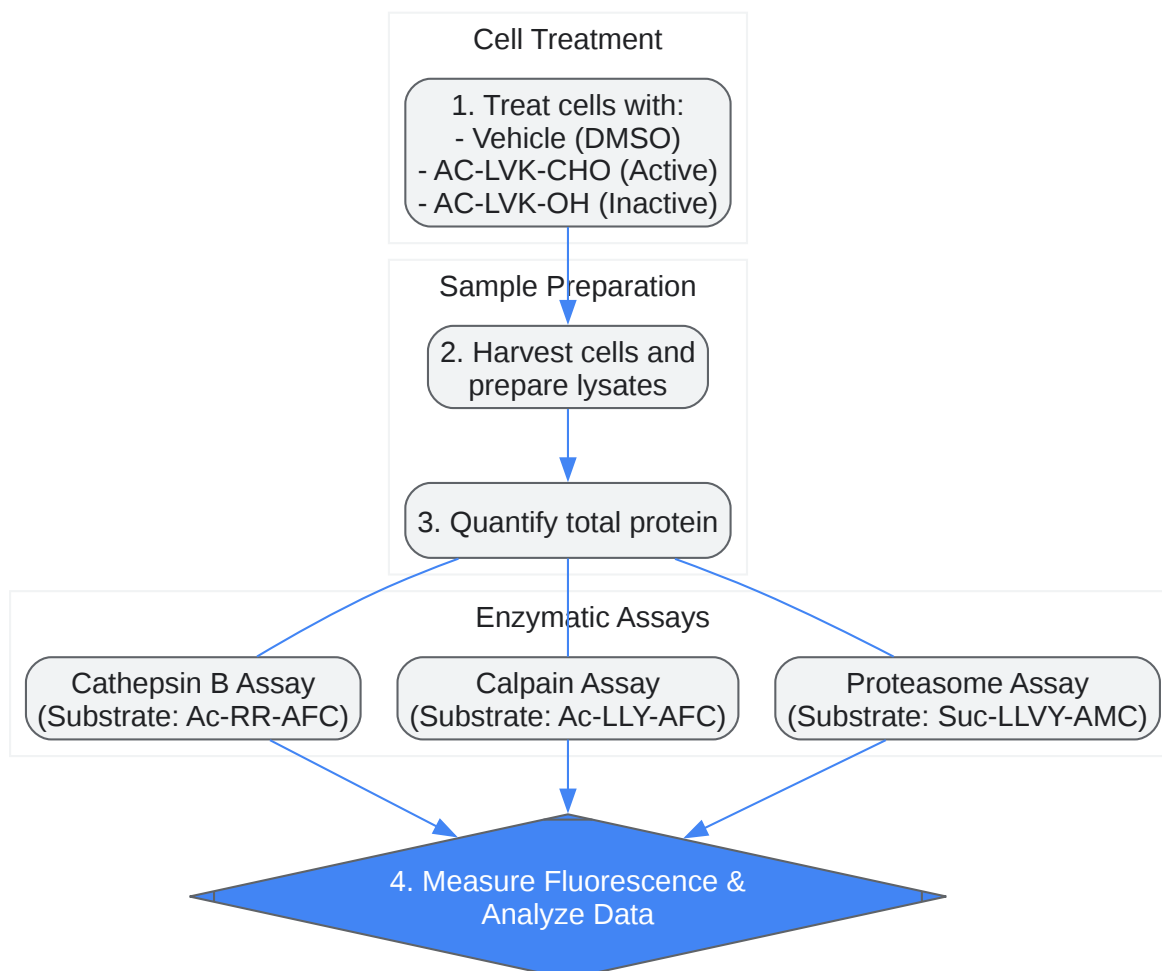 Cell Treatment
1. Treat cells with:
- Vehicle (DMSO)
- AC-LVK-CHO (Active)
- AC-LVK-OH (Inactive)
Sample Preparation
2. Harvest cells and
prepare lysates
3. Quantify total protein
Enzymatic Assays
Cathepsin B Assay
(Substrate: Ac-RR-AFC)
Calpain Assay
(Substrate: Ac-LLY-AFC)
Proteasome Assay
(Substrate: Suc-LLVY-AMC)
4. Measure Fluorescence &
Analyze Data